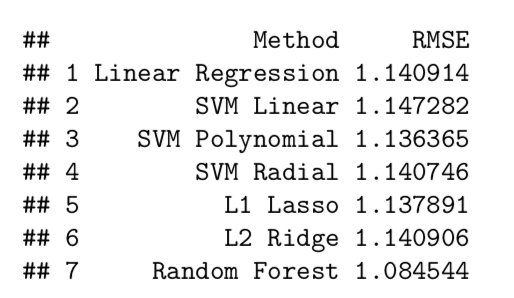 ##              Method     RMSE
## 1 Linear Regression 1.140914
## 2        SVM Linear 1.147282
## 3    SVM Polynomial 1.136365
## 4        SVM Radial 1.140746
## 5          L1 Lasso 1.137891
## 6          L2 Ridge 1.140906
## 7     Random Forest 1.084544